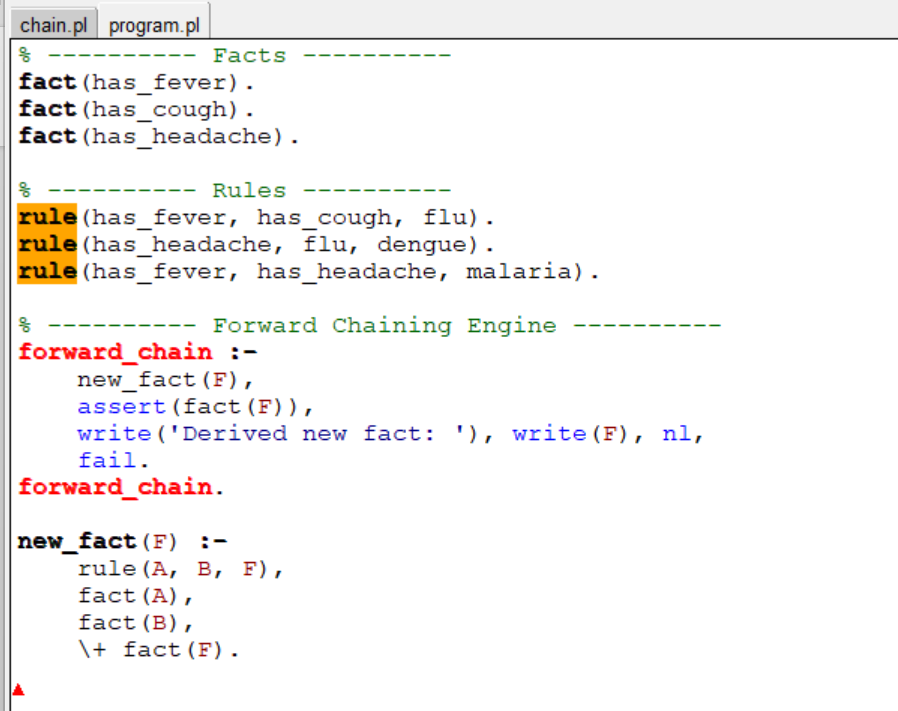 chain.pl program.pl
% ---------- Facts ----------
fact(has_fever).
fact(has_cough).
fact(has_headache).
% ---------- Rules ----------
rule(has_fever, has_cough, flu).
rule(has_headache, flu, dengue).
rule(has_fever, has_headache, malaria).
% ---------- Forward Chaining Engine ----------
forward_chain :-
    new_fact(F),
    assert(fact(F)),
    write('Derived new fact: '), write(F), nl,
    fail.
forward_chain.
new_fact(F) :-
    rule(A, B, F),
    fact(A),
    fact(B),
    \+ fact(F).